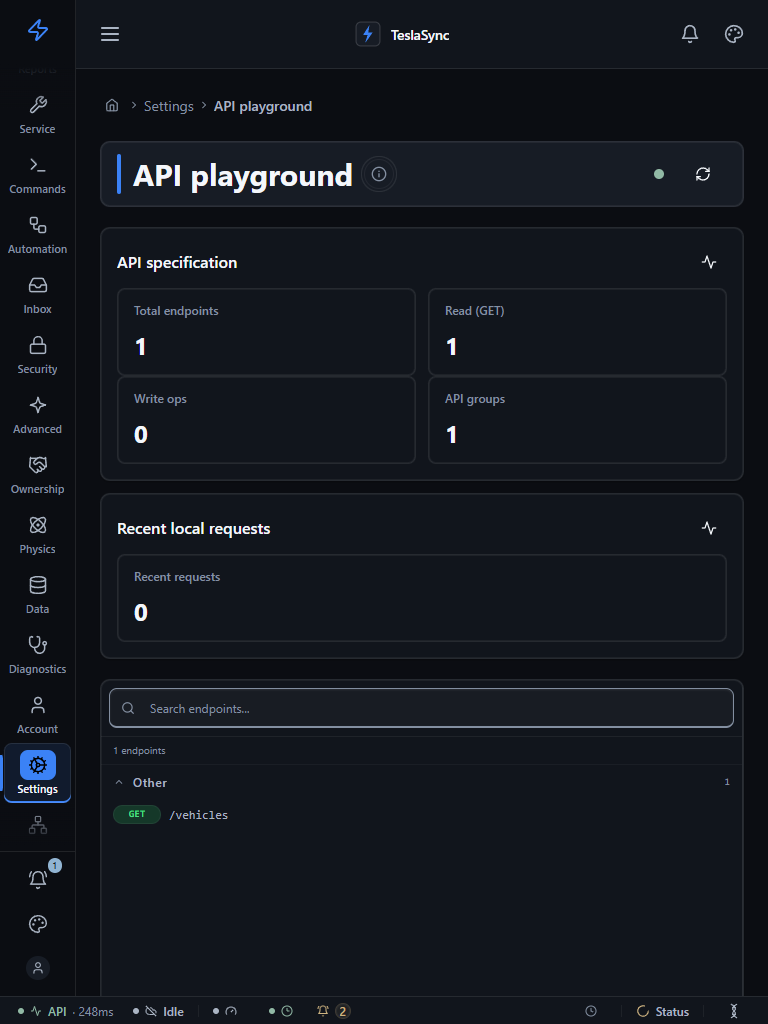 TeslaSync
Reports
Service
Commands
Automation
Inbox
Security
Advanced
Ownership
Physics
Data
Diagnostics
Account
Settings
1
Settings
API playground
API playground
API specification
Total endpoints
1
Read (GET)
1
Write ops
0
API groups
1
Recent local requests
Recent requests
0
Search endpoints...
1 endpoints
Other
1
GET
/vehicles
API · 248ms
Idle
2
Status